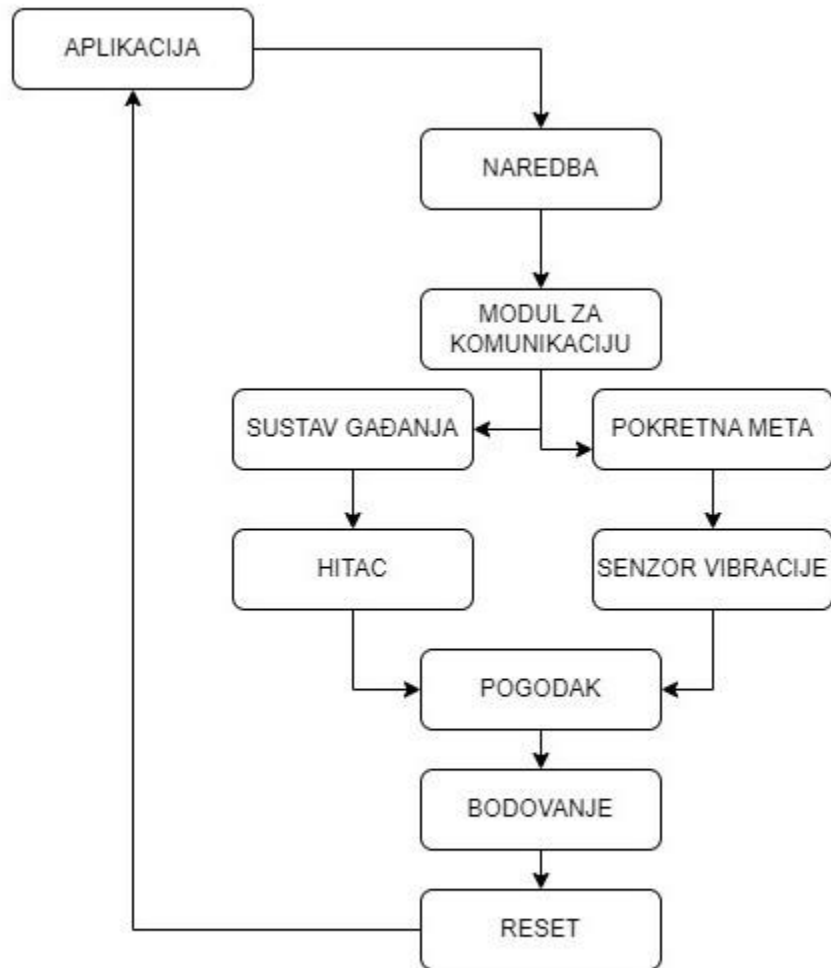 APLIKACIJA
NAREDBA
MODUL ZA
KOMUNIKACIJU
SUSTAV GAĐANJA
POKRETNA META
HITAC
SENZOR VIBRACIJE
POGODAK
BODOVANJE
RESET